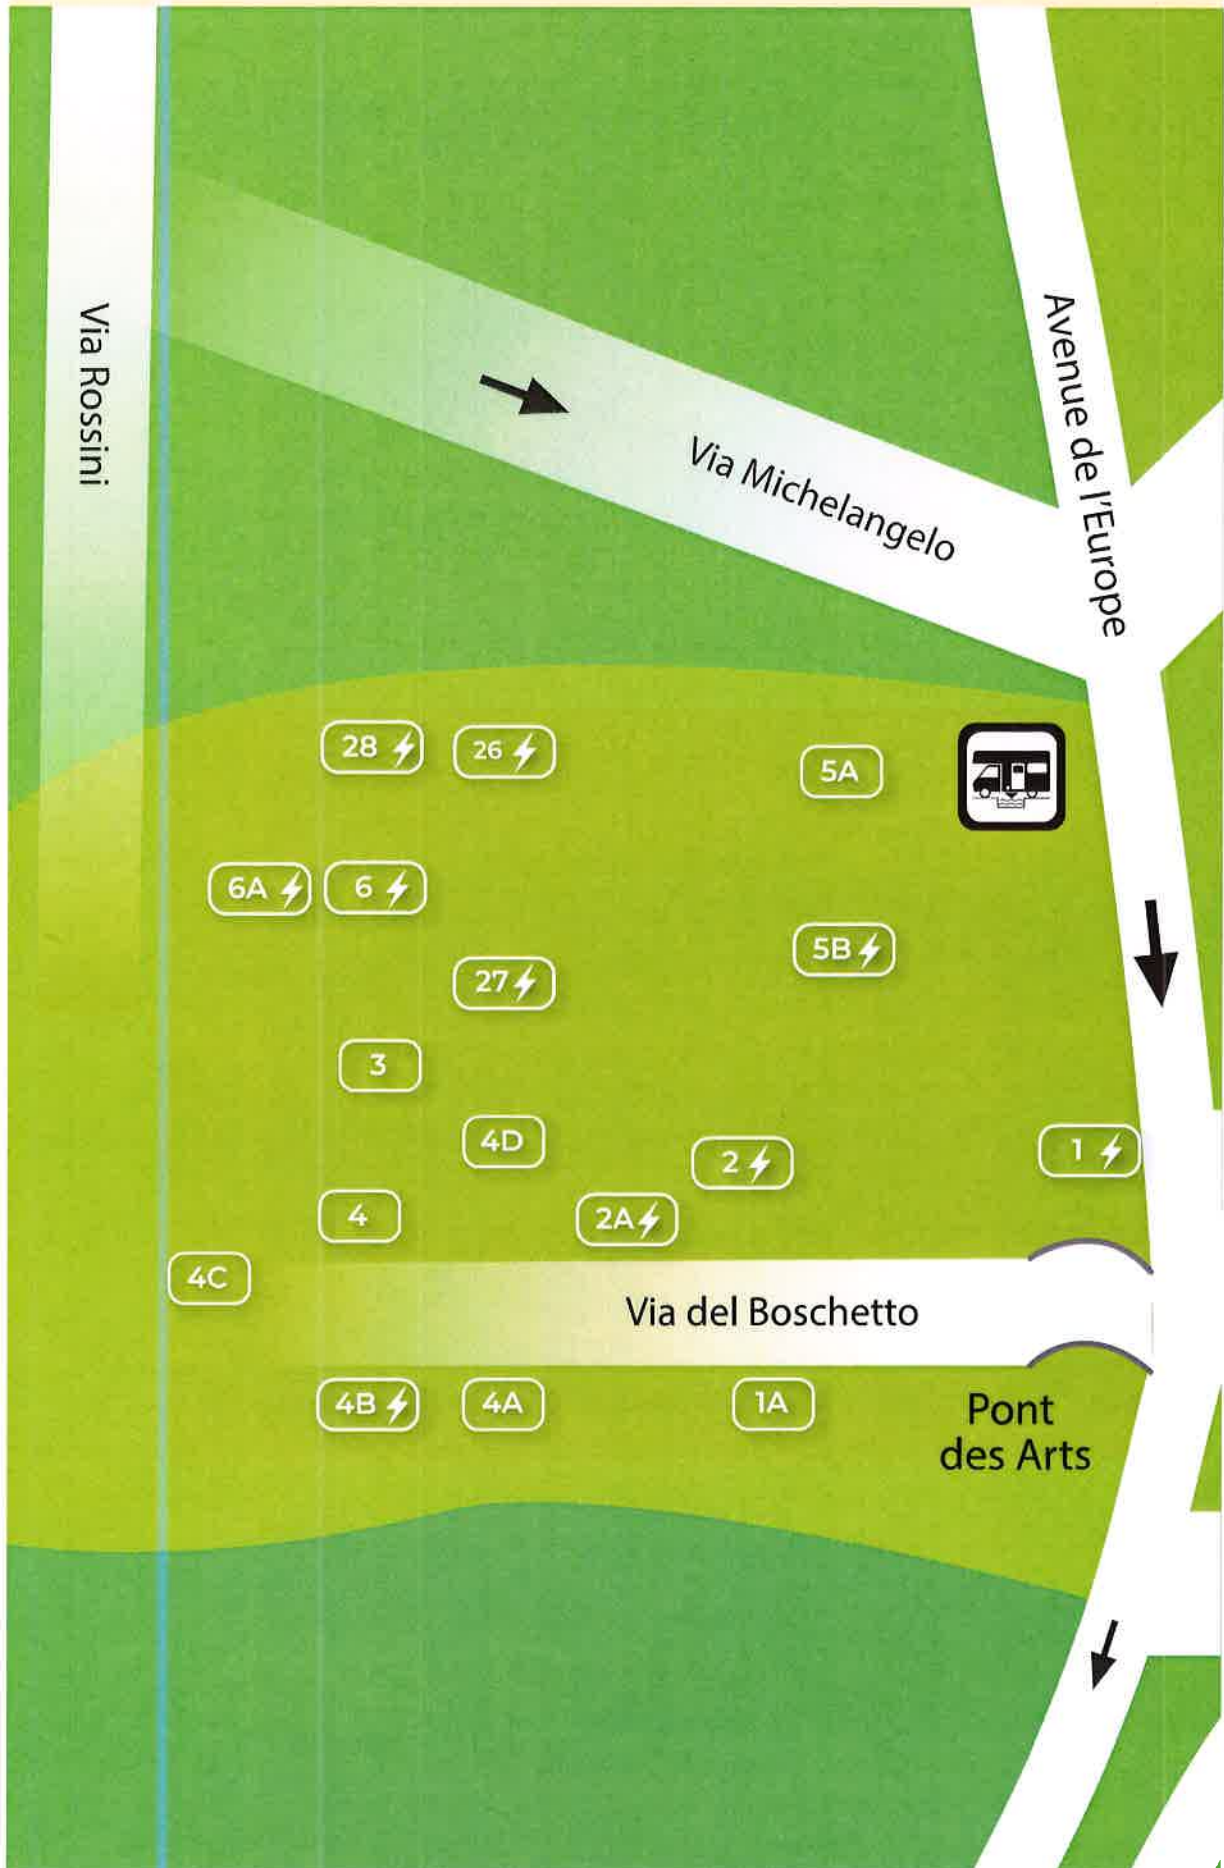 Via Rossini
Avenue de l'Europe
Via Michelangelo
28
26
5A
6A
6
5B
27
3
4D
2
1
4
2A
4C
Via del Boschetto
4B
4A
1A
Pont
des Arts